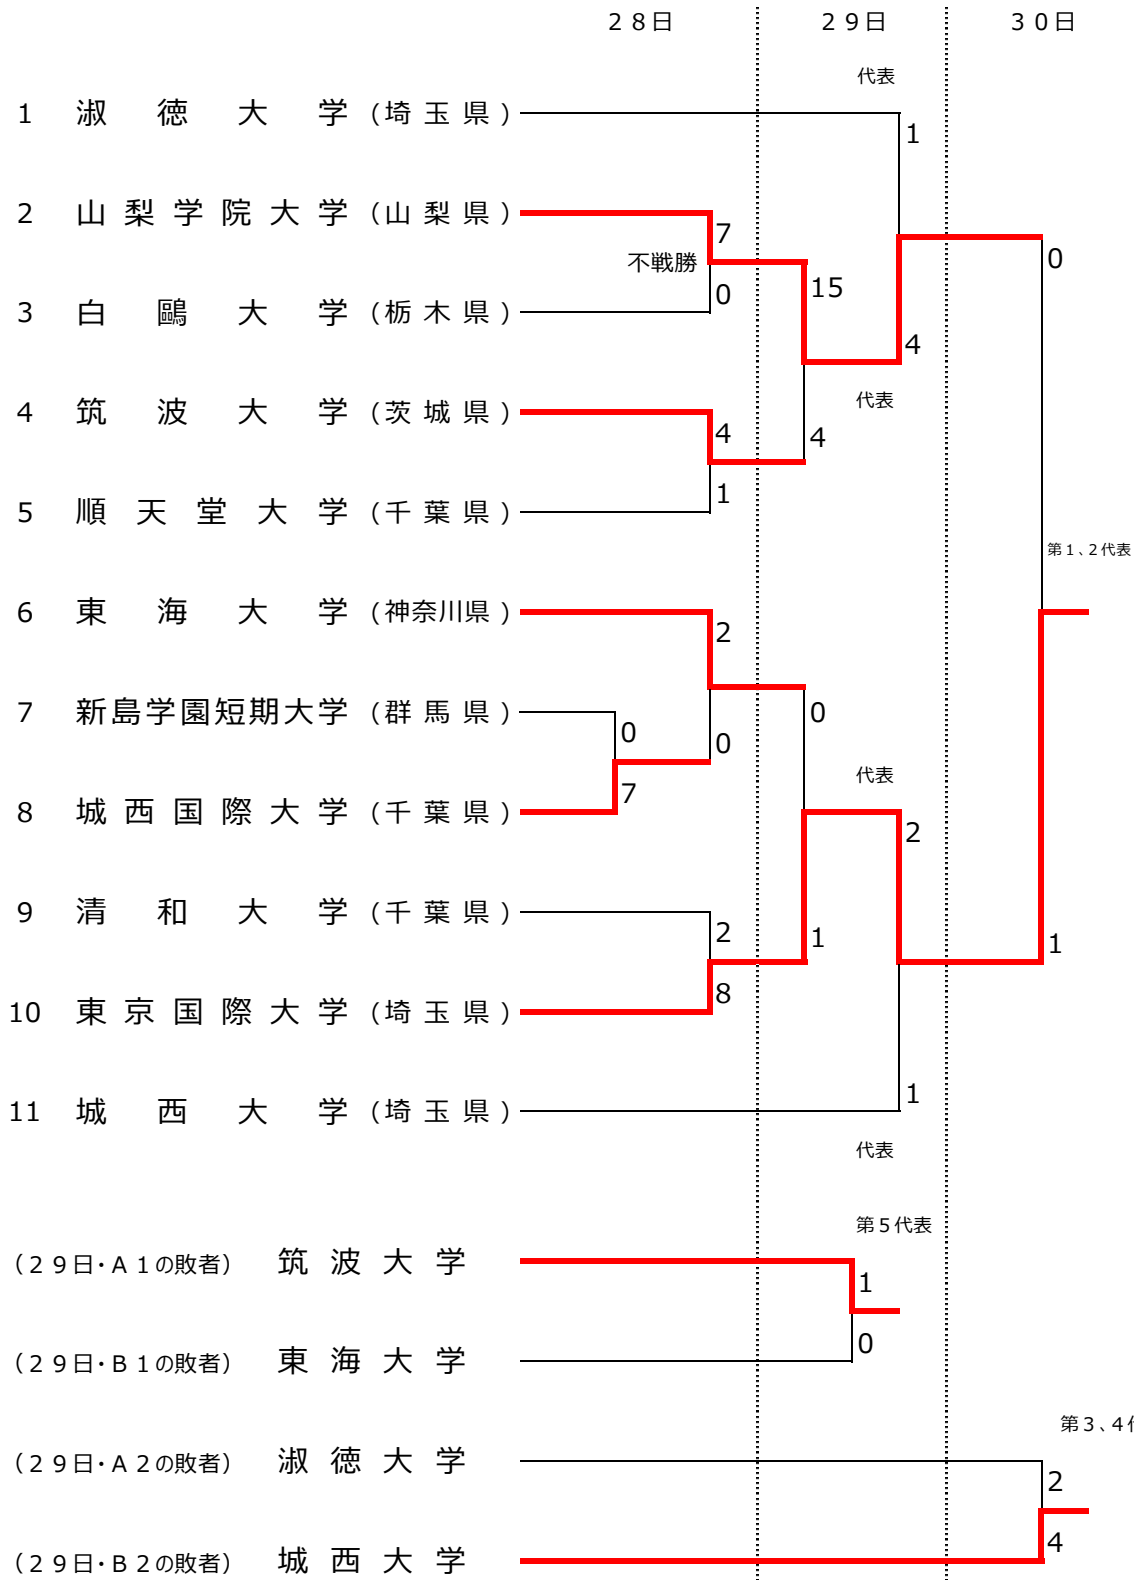 ２８日 ２９日 ３０日
代表
1 淑徳大学 (埼玉県)
1
2 山梨学院大学 (山梨県)
7
不戦勝
0
15
0
3 白鷗大学 (栃木県)
4
代表
4 筑波大学 (茨城県)
4
4
1
5 順天堂大学 (千葉県)
第１、２代表
6 東海大学 (神奈川県)
2
7 新島学園短期大学 (群馬県)
0
0
0
代表
7
8 城西国際大学 (千葉県)
2
9 清和大学 (千葉県)
2
1
1
8
10 東京国際大学 (埼玉県)
1
11 城西大学 (埼玉県)
代表
第５代表
（２９日・Ａ１の敗者） 筑波大学
1
0
（２９日・Ｂ１の敗者） 東海大学
第３、４
（２９日・Ａ２の敗者） 淑徳大学
2
4
（２９日・Ｂ２の敗者） 城西大学